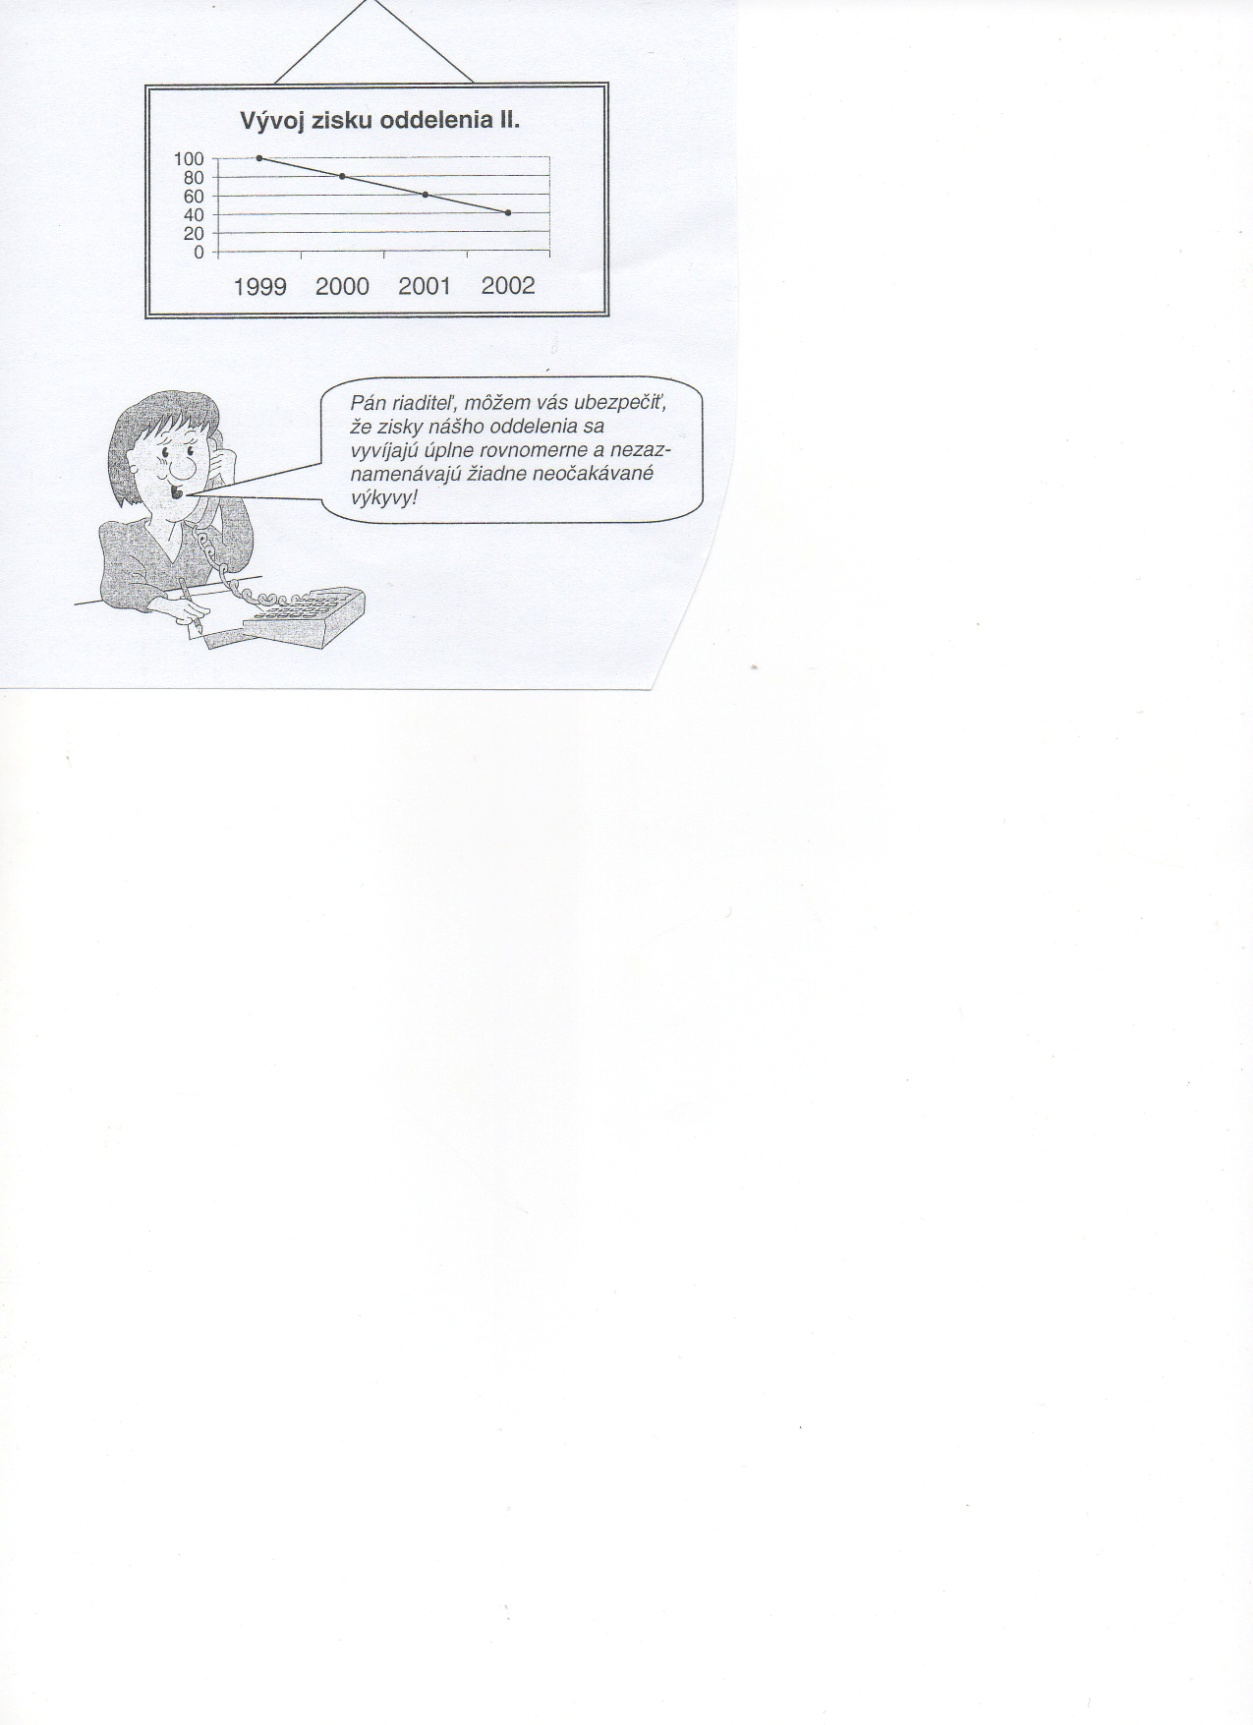 Vývoj zisku oddelenia II.
100
80
60
40
20
0
1999 2000 2001 2002
Pán riaditeľ, môžem vás ubezpečiť,
že zisky nášho oddelenia sa
vyvíjajú úplne rovnomerne a nezaz-
namenávajú žiadne neočakávané
výkyvy!